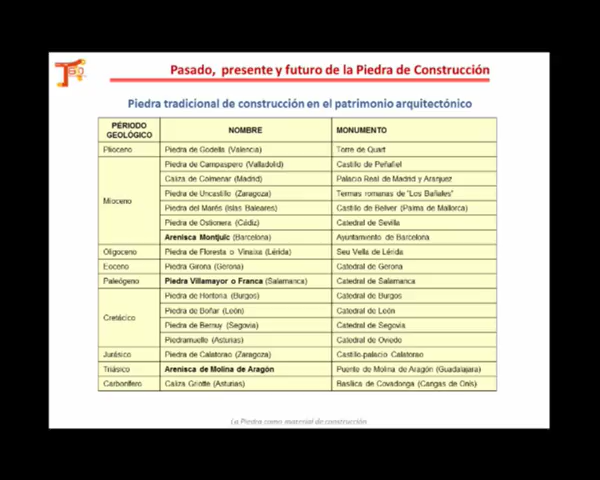 Pasado, presente y futuro de la Piedra de Construcción
Piedra tradicional de construcción en el patrimonio arquitectónico
PÉRIODO GEOLÓGICO NOMBRE MONUMENTO
Plioceno Piedra de Godella (Valencia) Torre de Quart
Mioceno Piedra de Campaspero (Valladolid) Castillo de Peñafiel
Caliza de Colmenar (Madrid) Palacio Real de Madrid y Aranjuez
Piedra de Uncastillo (Zaragoza) Termas romanas de "Los Bañales"
Piedra del Marés (Islas Baleares) Castillo de Belver (Palma de Mallorca)
Piedra de Ostionera (Cádiz) Catedral de Sevilla
Arenisca Montjuïc (Barcelona) Ayuntamiento de Barcelona
Oligoceno Piedra de Floresta o Vinaixa (Lérida) Seu Vella de Lérida
Eoceno Piedra Girona (Gerona) Catedral de Gerona
Paleógeno Piedra Villamayor o Franca (Salamanca) Catedral de Salamanca
Cretácico Piedra de Hontoria (Burgos) Catedral de Burgos
Piedra de Boñar (León) Catedral de León
Piedra de Bernuy (Segovia) Catedral de Segovia
Piedramuelle (Asturias) Catedral de Oviedo
Jurásico Piedra de Calatorao (Zaragoza) Castillo-palacio Calatorao
Triásico Arenisca de Molina de Aragón Puente de Molina de Aragón (Guadalajara)
Carbonífero Caliza Griotte (Asturias) Basílica de Covadonga (Cangas de Onís)
La Piedra como material de construcción